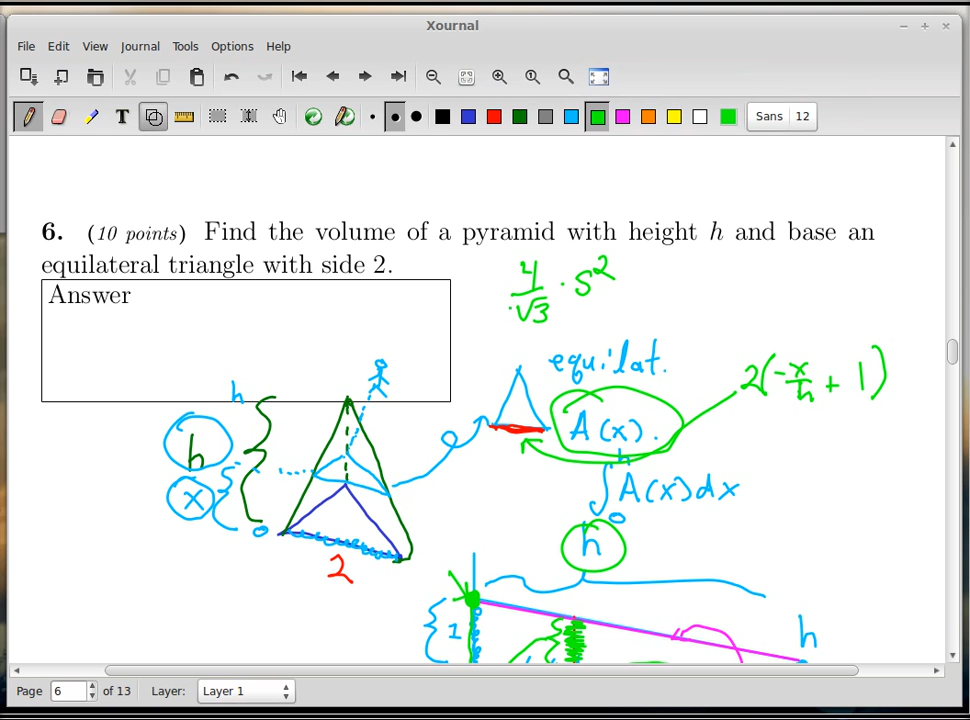 Xournal
File Edit View Journal Tools Options Help
Sans 12
6. (10 points) Find the volume of a pyramid with height h and base an
equilateral triangle with side 2.
Answer
4/√3 · s²
equilat.
2(-x/h + 1)
h
h
A(x).
x
0
2
∫₀ʰ A(x)dx
h
1
h
Page 6 of 13 Layer: Layer 1